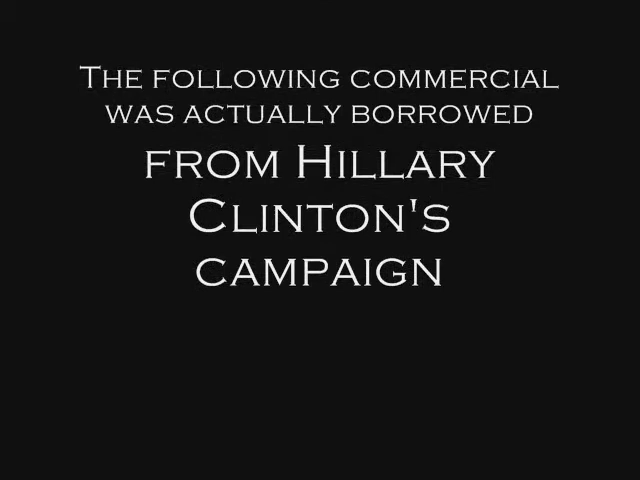 The following commercial
was actually borrowed
from Hillary
Clinton's
campaign